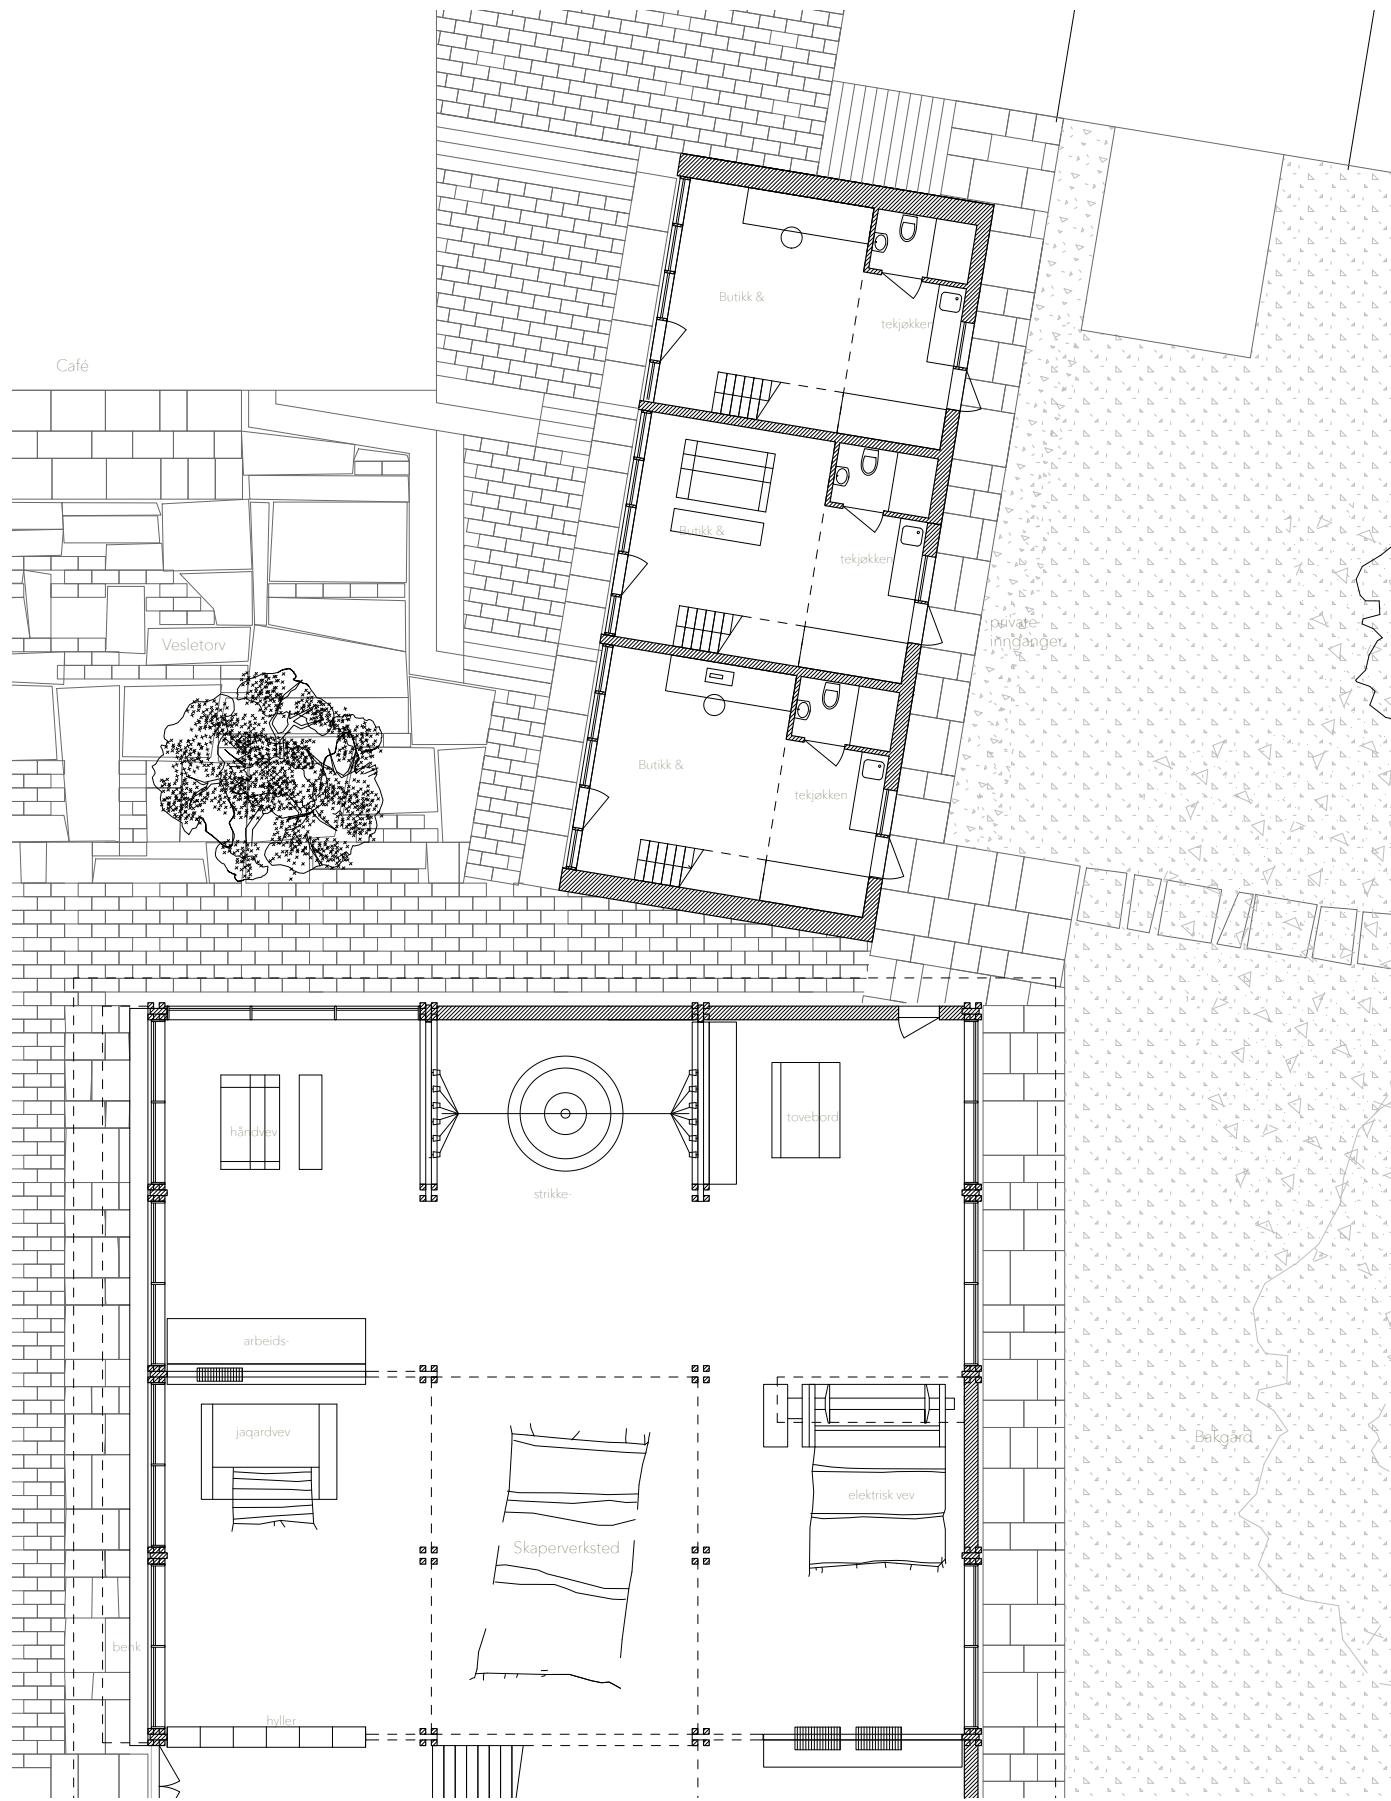 Butikk &
tekjøkken
Café
Butikk &
tekjøkken
private
innganger
Vesletorv
Butikk &
tekjøkken
håndvev
tovebord
strikke-
arbeids-
jaqardvev
Bakgård
elektrisk vev
Skaperverksted
benk
hyller